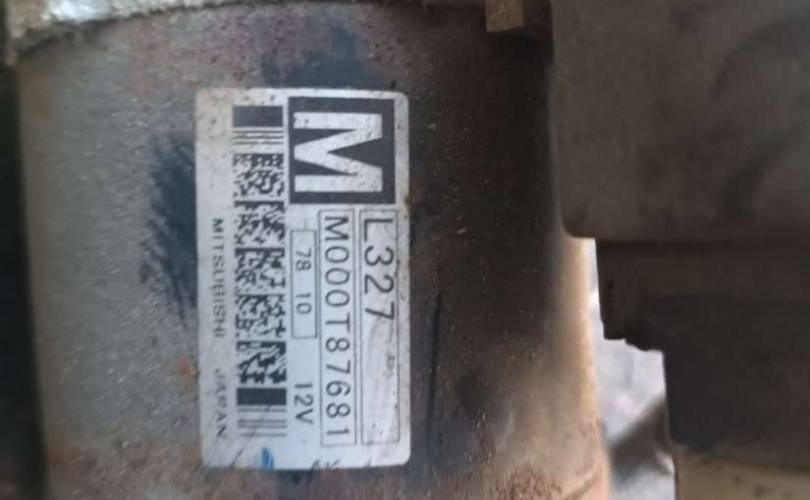 M
L327
M000T87681
78 10 12V
MITSUBISHI JAPAN